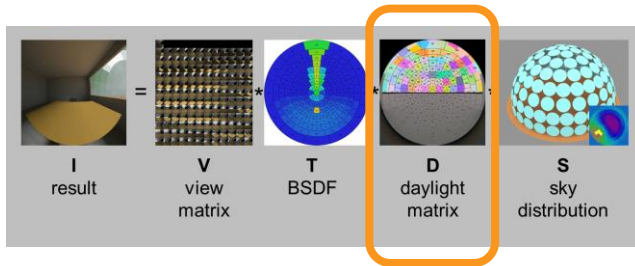 = * * *
I V T D S
result view BSDF daylight sky
matrix matrix distribution